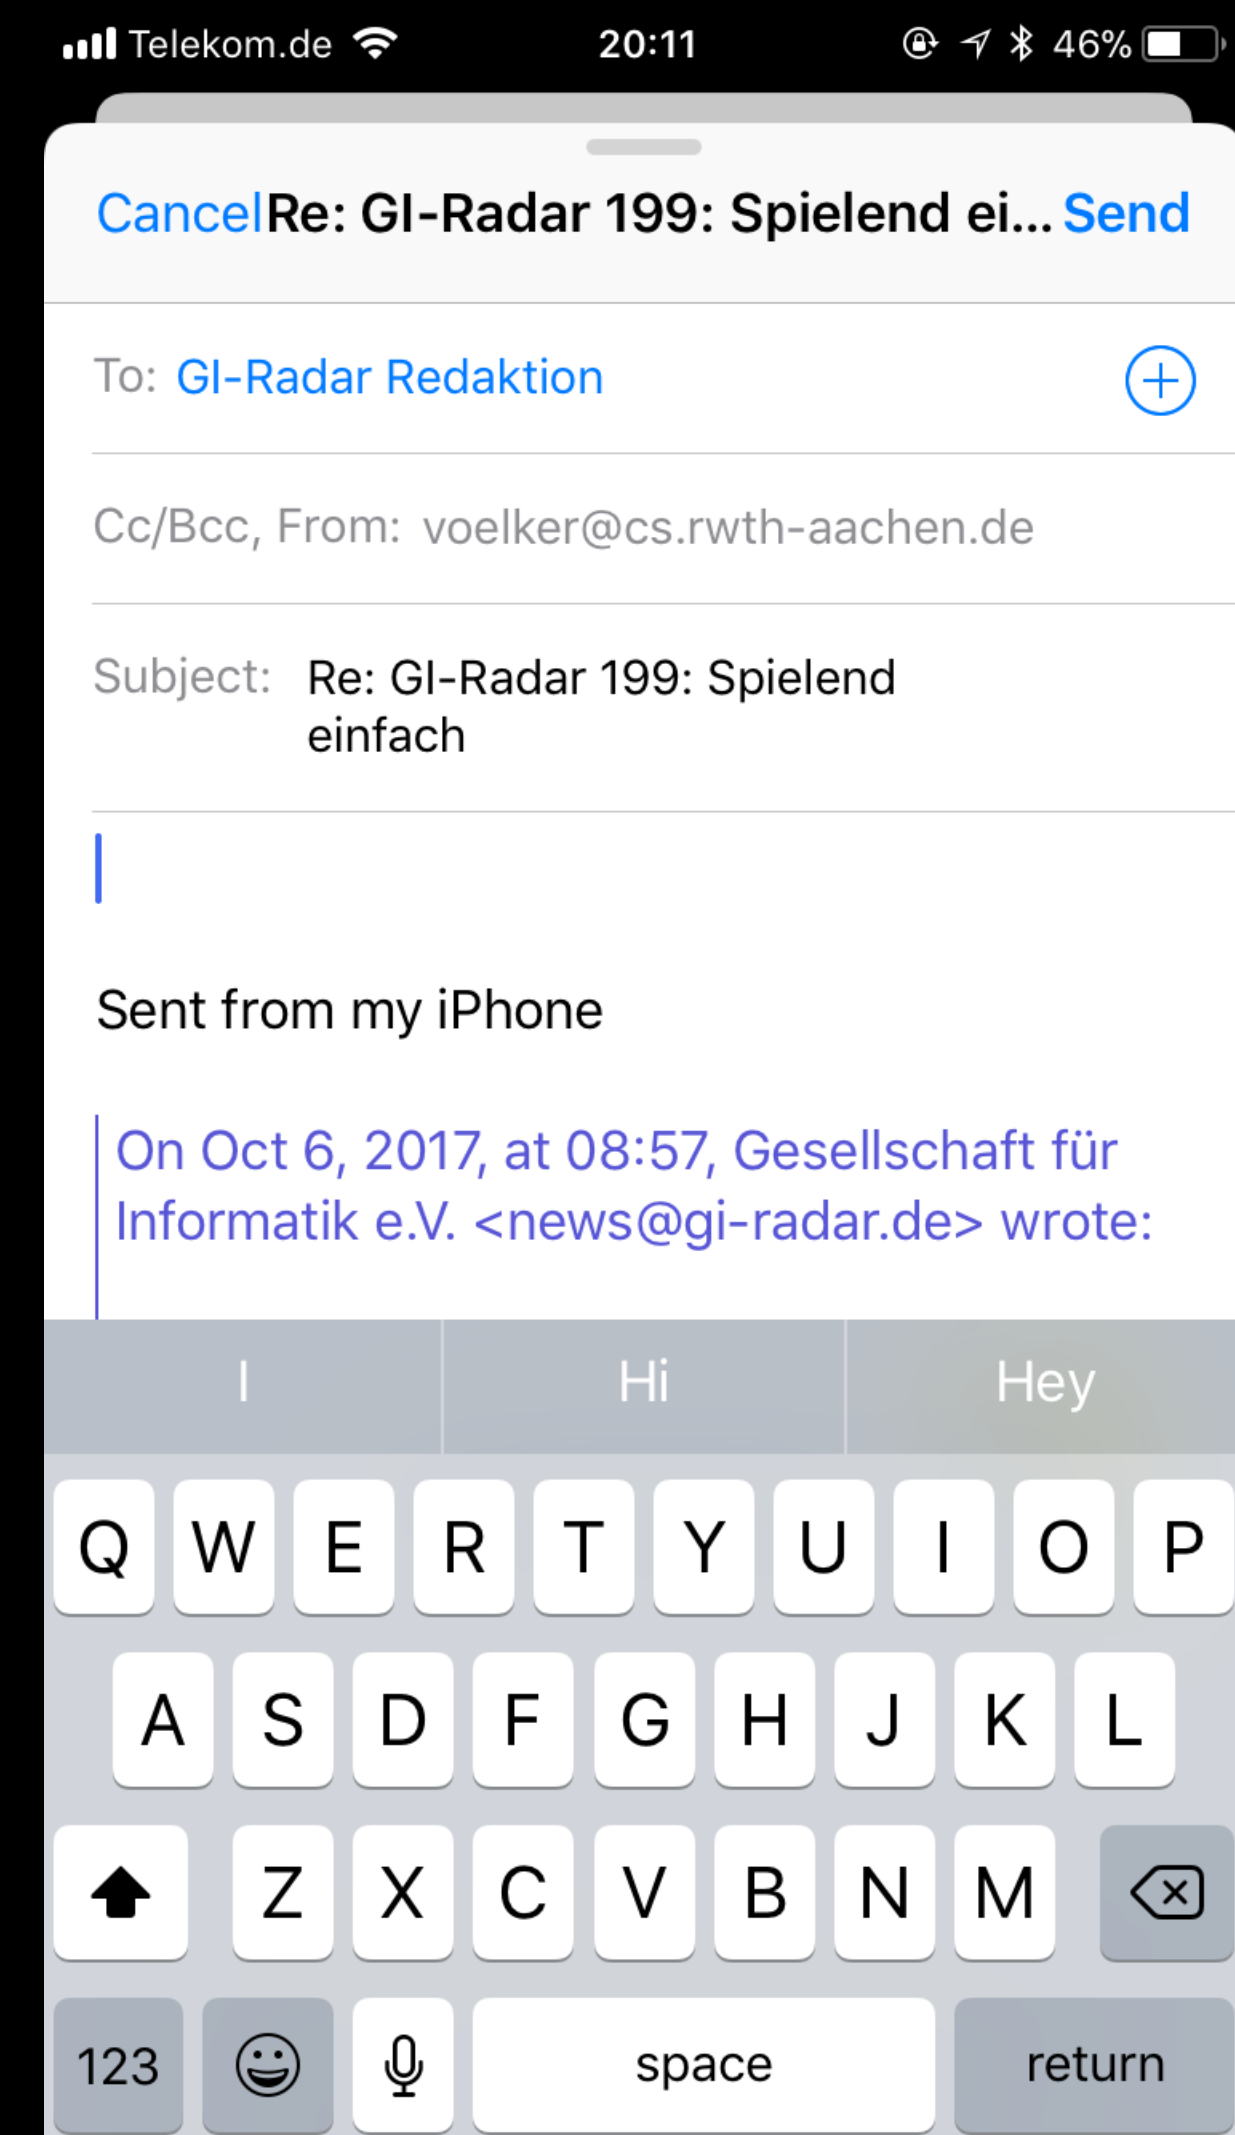 Telekom.de 20:11 46%
Cancel Re: GI-Radar 199: Spielend ei... Send
To: GI-Radar Redaktion
Cc/Bcc, From: voelker@cs.rwth-aachen.de
Subject: Re: GI-Radar 199: Spielend
einfach
Sent from my iPhone
On Oct 6, 2017, at 08:57, Gesellschaft für
Informatik e.V. <news@gi-radar.de> wrote:
I Hi Hey
Q W E R T Y U I O P
A S D F G H J K L
Z X C V B N M
123 space return